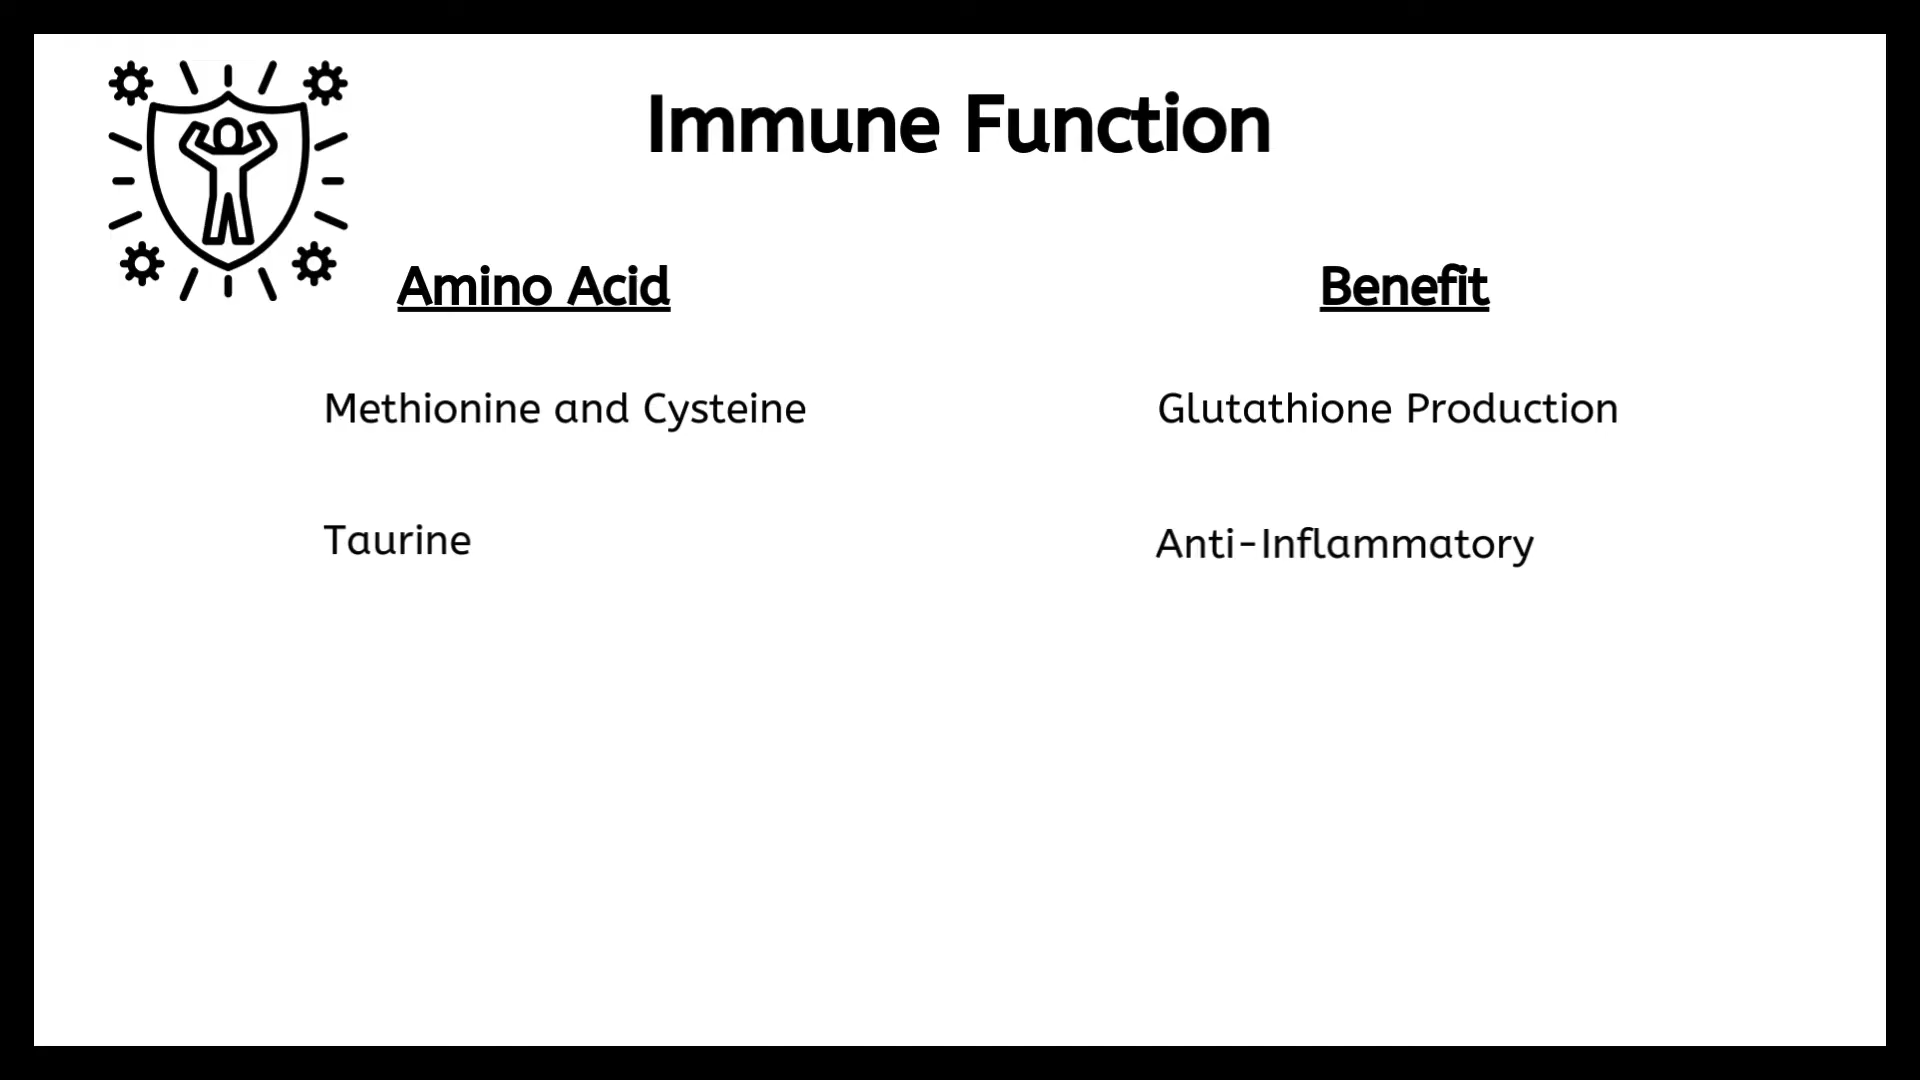 Immune Function
Amino Acid
Benefit
Methionine and Cysteine
Glutathione Production
Taurine
Anti-Inflammatory